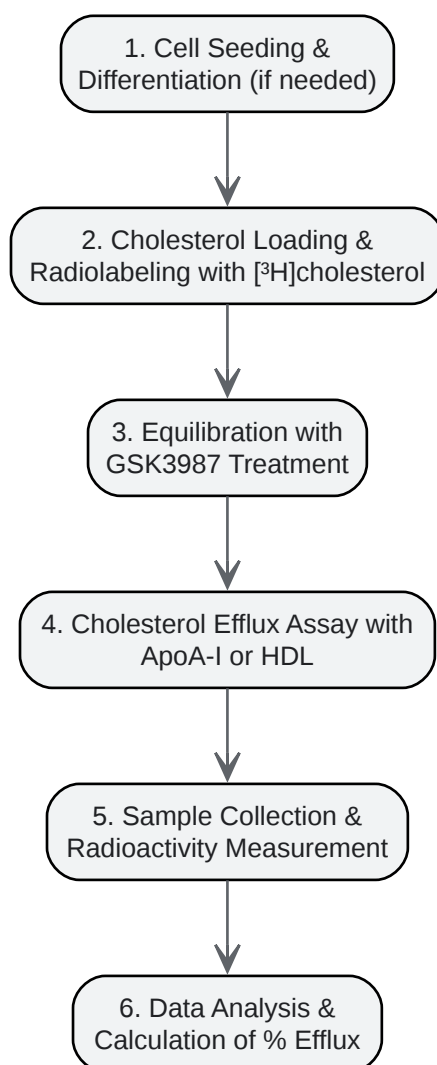 1. Cell Seeding &
Differentiation (if needed)
2. Cholesterol Loading &
Radiolabeling with [³H]cholesterol
3. Equilibration with
GSK3987 Treatment
4. Cholesterol Efflux Assay with
ApoA-I or HDL
5. Sample Collection &
Radioactivity Measurement
6. Data Analysis &
Calculation of % Efflux